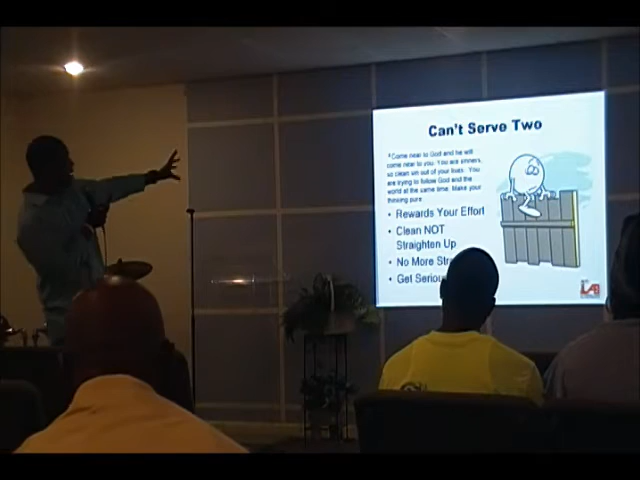 Can't Serve Two
"Come near to God and he will
come near to you. You are sinners,
so clean sin out of your lives. You
are trying to follow God and the
world at the same time. Make your
thinking pure
• Rewards Your Effort
• Clean NOT
Straighten Up
• No More
• Get Serious
LAB